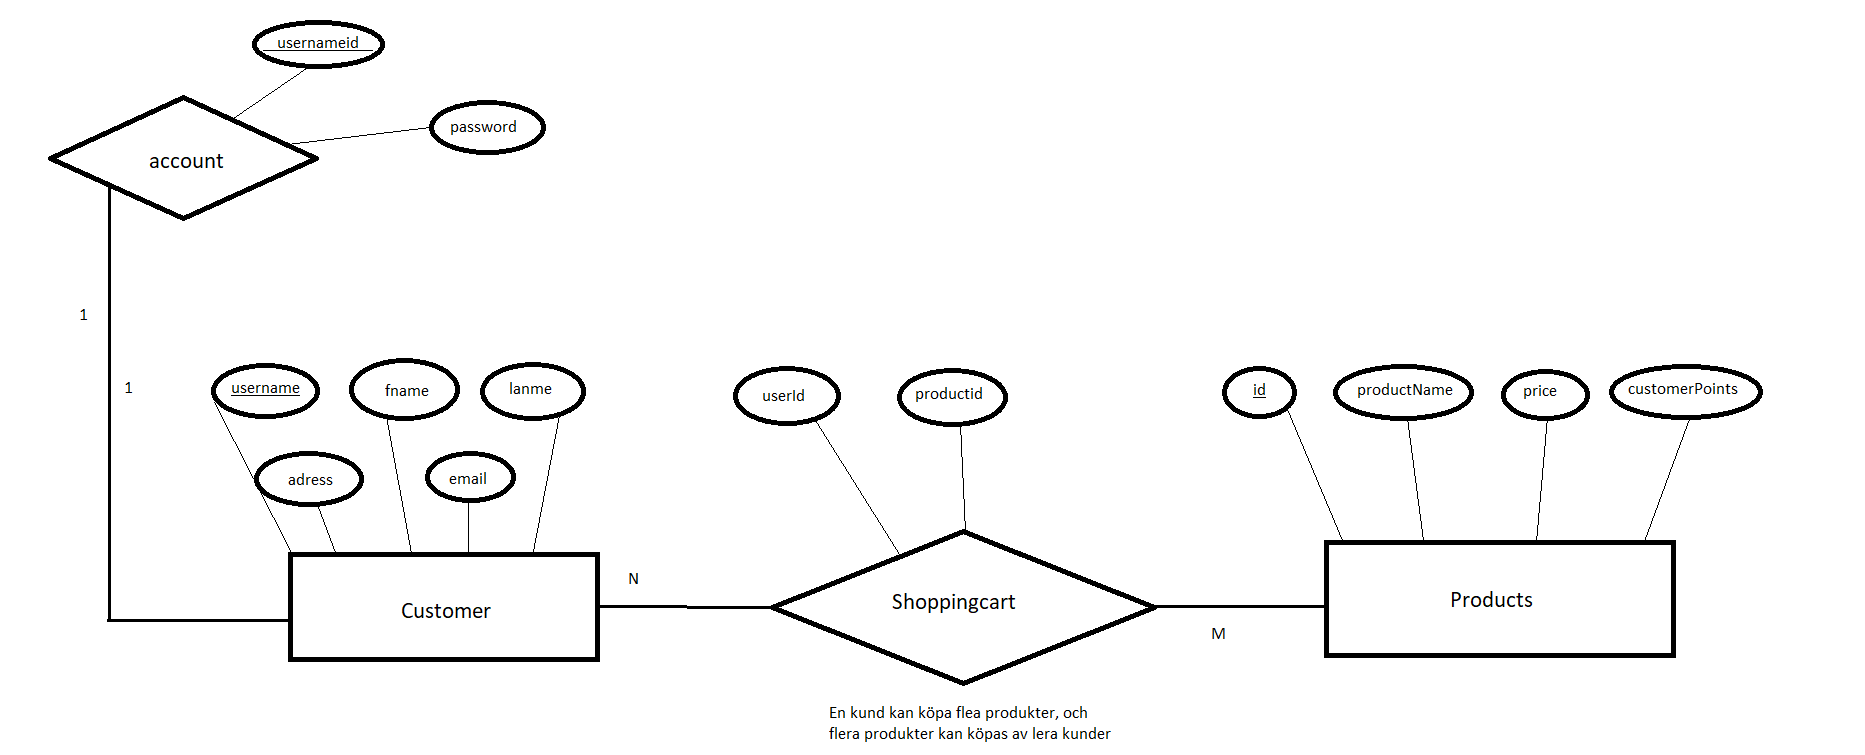 usernameid
password
account
1
1
username
fname
lanme
userId
productid
id
productName
price
customerPoints
adress
email
N
Customer
Shoppingcart
Products
M
En kund kan köpa flea produkter, och
flera produkter kan köpas av lera kunder